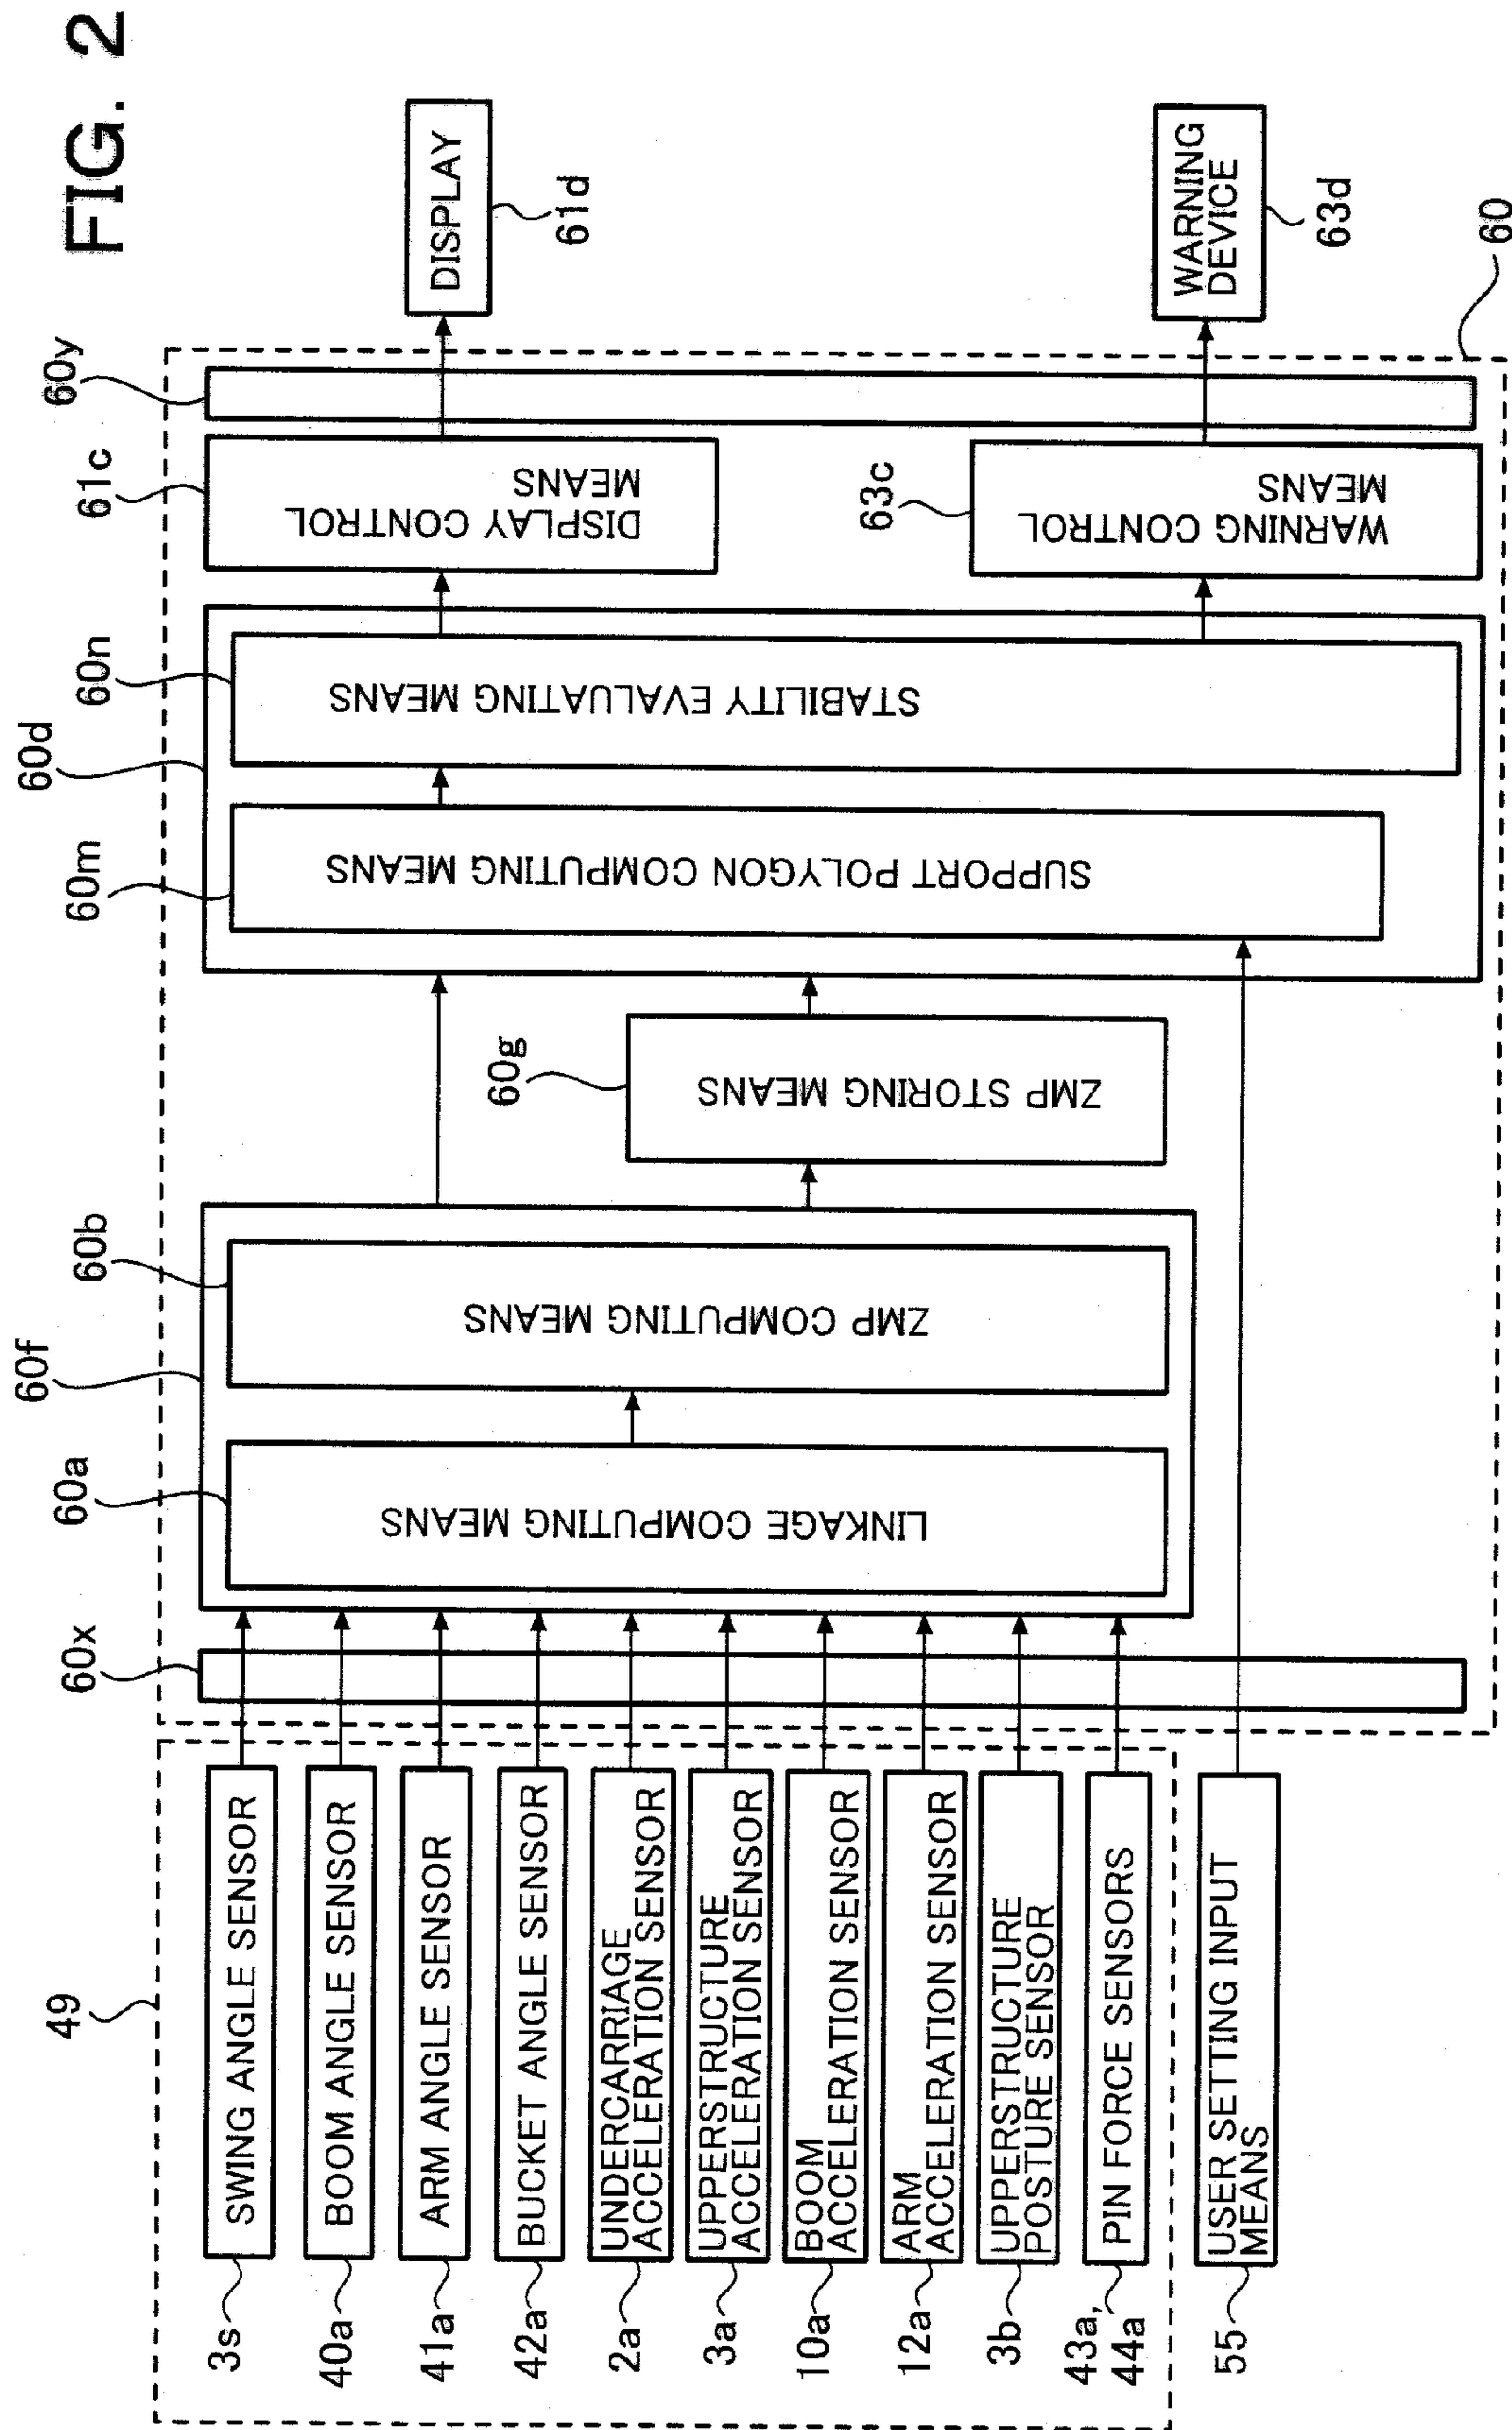 FIG. 2
49
3s
SWING ANGLE SENSOR
40a
BOOM ANGLE SENSOR
41a
ARM ANGLE SENSOR
42a
BUCKET ANGLE SENSOR
2a
UNDERCARRIAGE
ACCELERATION SENSOR
3a
UPPERSTRUCTURE
ACCELERATION SENSOR
10a
BOOM
ACCELERATION SENSOR
12a
ARM
ACCELERATION SENSOR
3b
UPPERSTRUCTURE
POSTURE SENSOR
43a,
44a
PIN FORCE SENSORS
55
USER SETTING INPUT
MEANS
60x
60f
60a
LINKAGE COMPUTING MEANS
60b
ZMP COMPUTING MEANS
60g
ZMP STORING MEANS
60d
60m
SUPPORT POLYGON COMPUTING MEANS
60n
STABILITY EVALUATING MEANS
61c
DISPLAY CONTROL
MEANS
63c
WARNING CONTROL
MEANS
60y
DISPLAY
61d
WARNING
DEVICE
63d
60